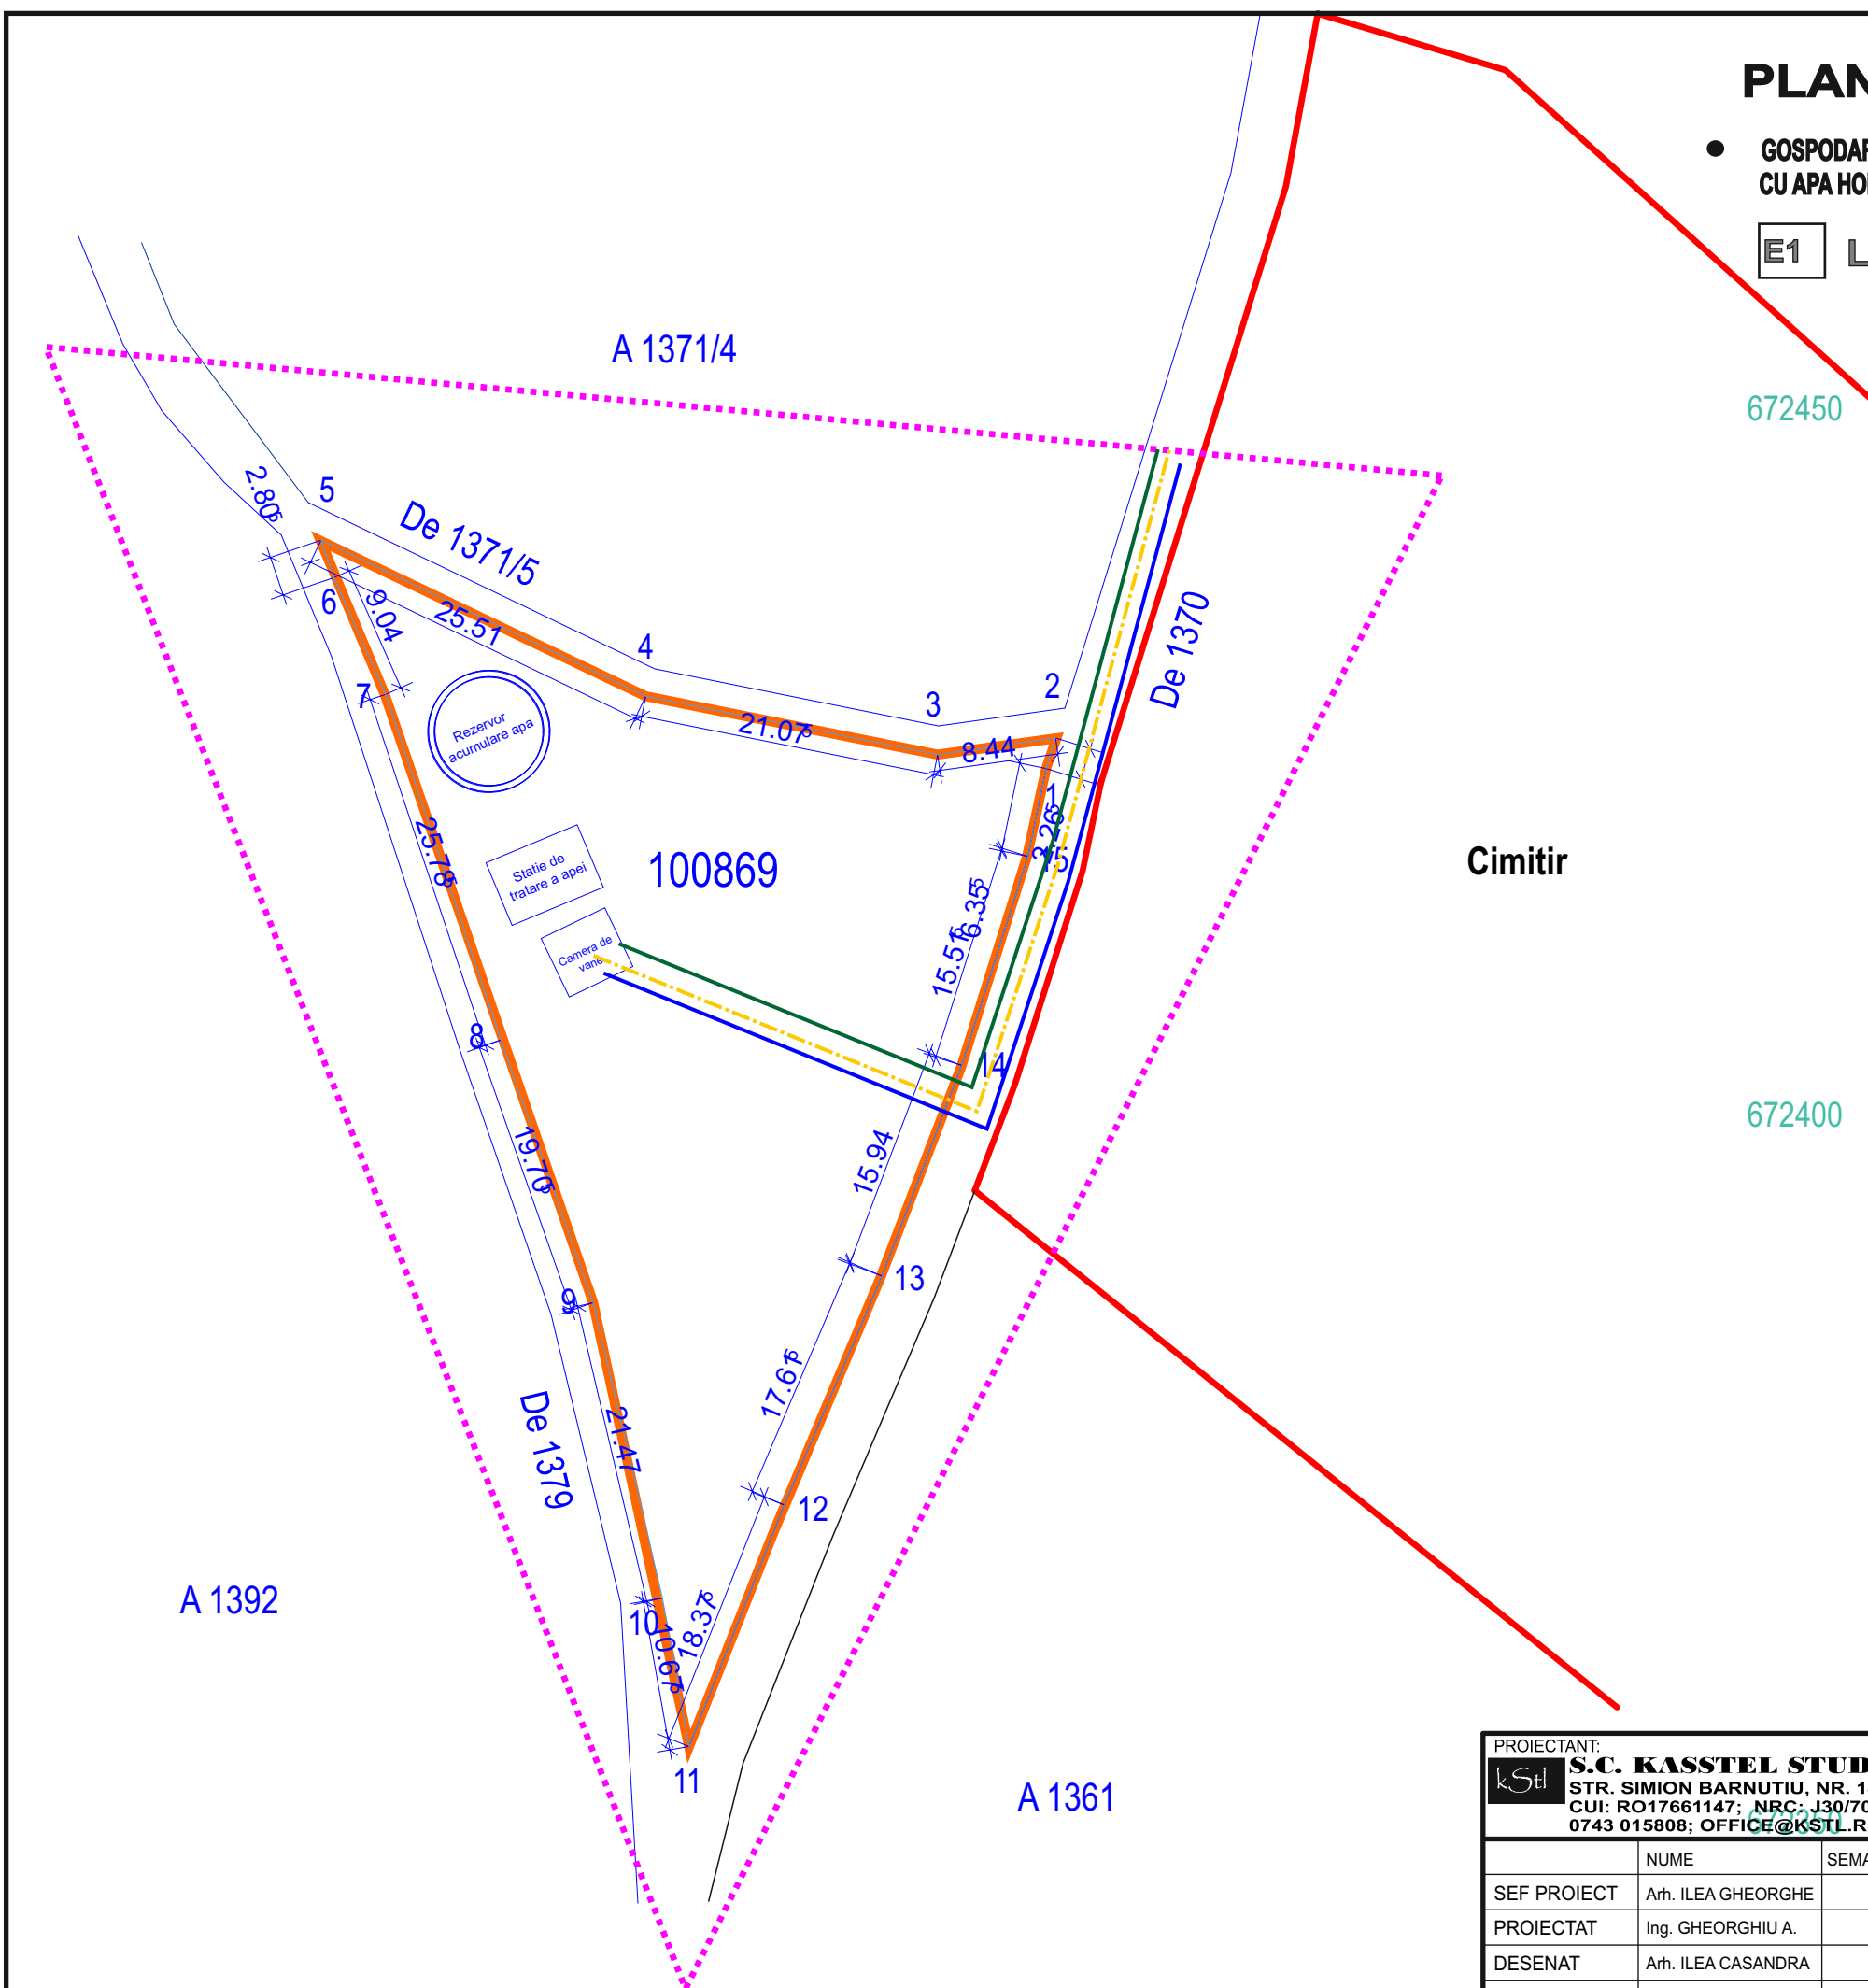 PLAN
● GOSPODAR
CU APA HO
E1 L
A 1371/4
672450
2.80
5
De 1371/5
6
9.04
25.51
4
De 1370
7
3
2
21.07
8.44
Rezervor
acumulare apa
1
3.26
15
25.78
Statie de
tratare a apei
100869
Cimitir
6.35
15.51
Camera de
vane
8
14
672400
15.94
19.70
13
9
17.61
De 1379
21.47
12
A 1392
10
18.37
10.67
11
A 1361
PROIECTANT:
kStl S.C. KASSTEL STUD
STR. SIMION BARNUTIU, NR. 1
CUI: RO17661147; NRC: J30/70
672350
0743 015808; OFFICE@KSTL.R
NUME SEMA
SEF PROIECT Arh. ILEA GHEORGHE
PROIECTAT Ing. GHEORGHIU A.
DESENAT Arh. ILEA CASANDRA